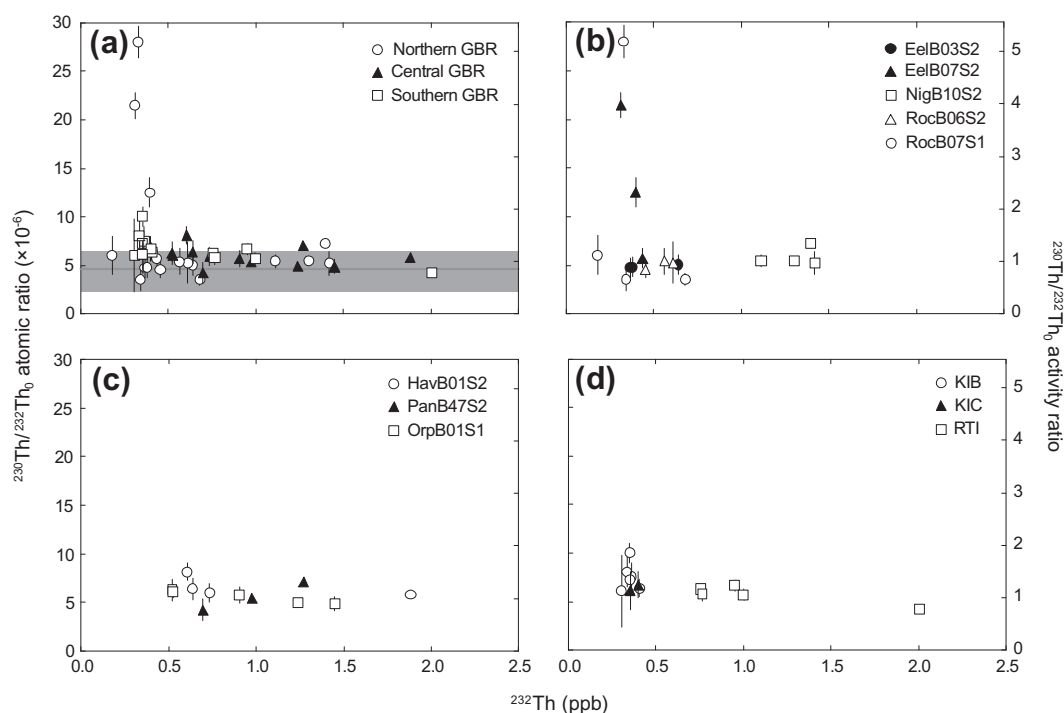 (a)
Northern GBR
Central GBR
Southern GBR
30
25
20
15
10
5
0
(b)
EelB03S2
EelB07S2
NigB10S2
RocB06S2
RocB07S1
5
4
3
2
1
0
(c)
HavB01S2
PanB47S2
OrpB01S1
30
25
20
15
10
5
0
0.0 0.5 1.0 1.5 2.0 2.5
(d)
KIB
KIC
RTI
5
4
3
2
1
0
0.0 0.5 1.0 1.5 2.0 2.5
²³⁰Th/²³²Th₀ atomic ratio (×10⁻⁶)
²³⁰Th/²³²Th₀ activity ratio
²³²Th (ppb)